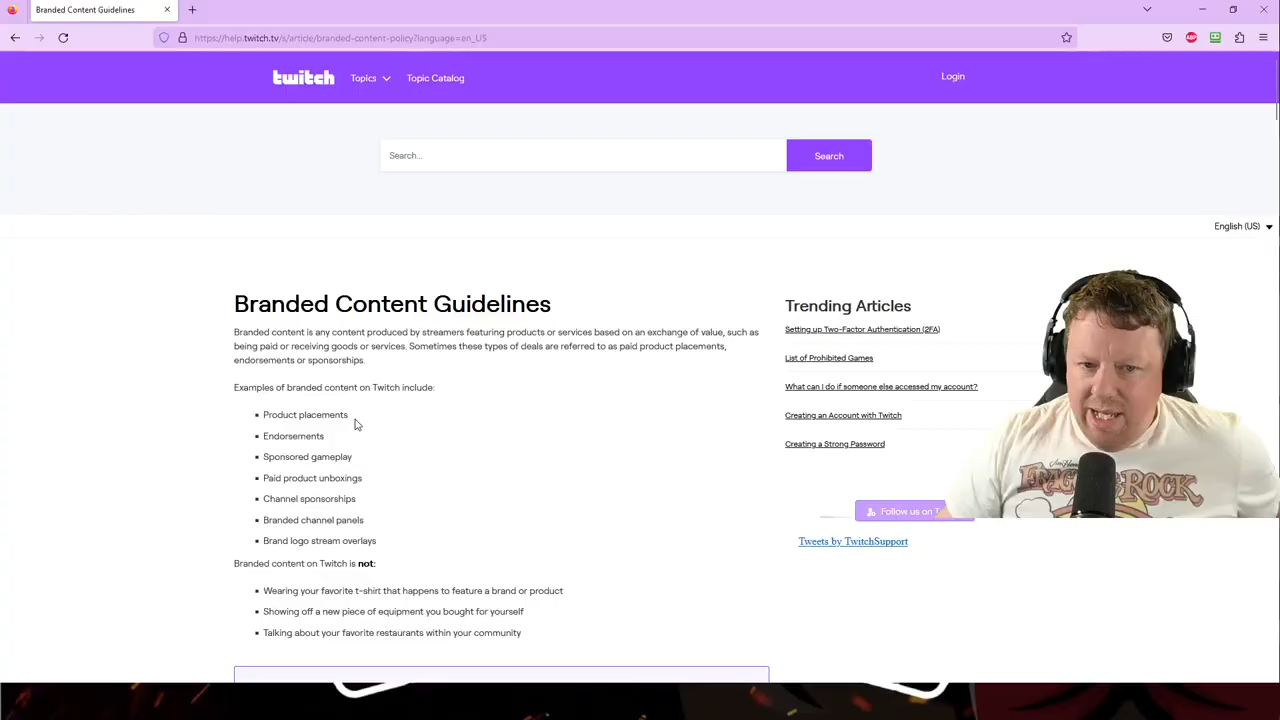 Branded Content Guidelines
https://help.twitch.tv/s/article/branded-content-policy?language=en_US
twitch
Topics
Topic Catalog
Login
Search...
Search
English (US)
Branded Content Guidelines
Branded content is any content produced by streamers featuring products or services based on an exchange of value, such as
being paid or receiving goods or services. Sometimes these types of deals are referred to as paid product placements,
endorsements or sponsorships.
Examples of branded content on Twitch include:
Product placements
Endorsements
Sponsored gameplay
Paid product unboxings
Channel sponsorships
Branded channel panels
Brand logo stream overlays
Branded content on Twitch is not:
Wearing your favorite t-shirt that happens to feature a brand or product
Showing off a new piece of equipment you bought for yourself
Talking about your favorite restaurants within your community
Trending Articles
Setting up Two-Factor Authentication (2FA)
List of Prohibited Games
What can I do if someone else accessed my account?
Creating an Account with Twitch
Creating a Strong Password
Follow us on
Tweets by TwitchSupport
ABP